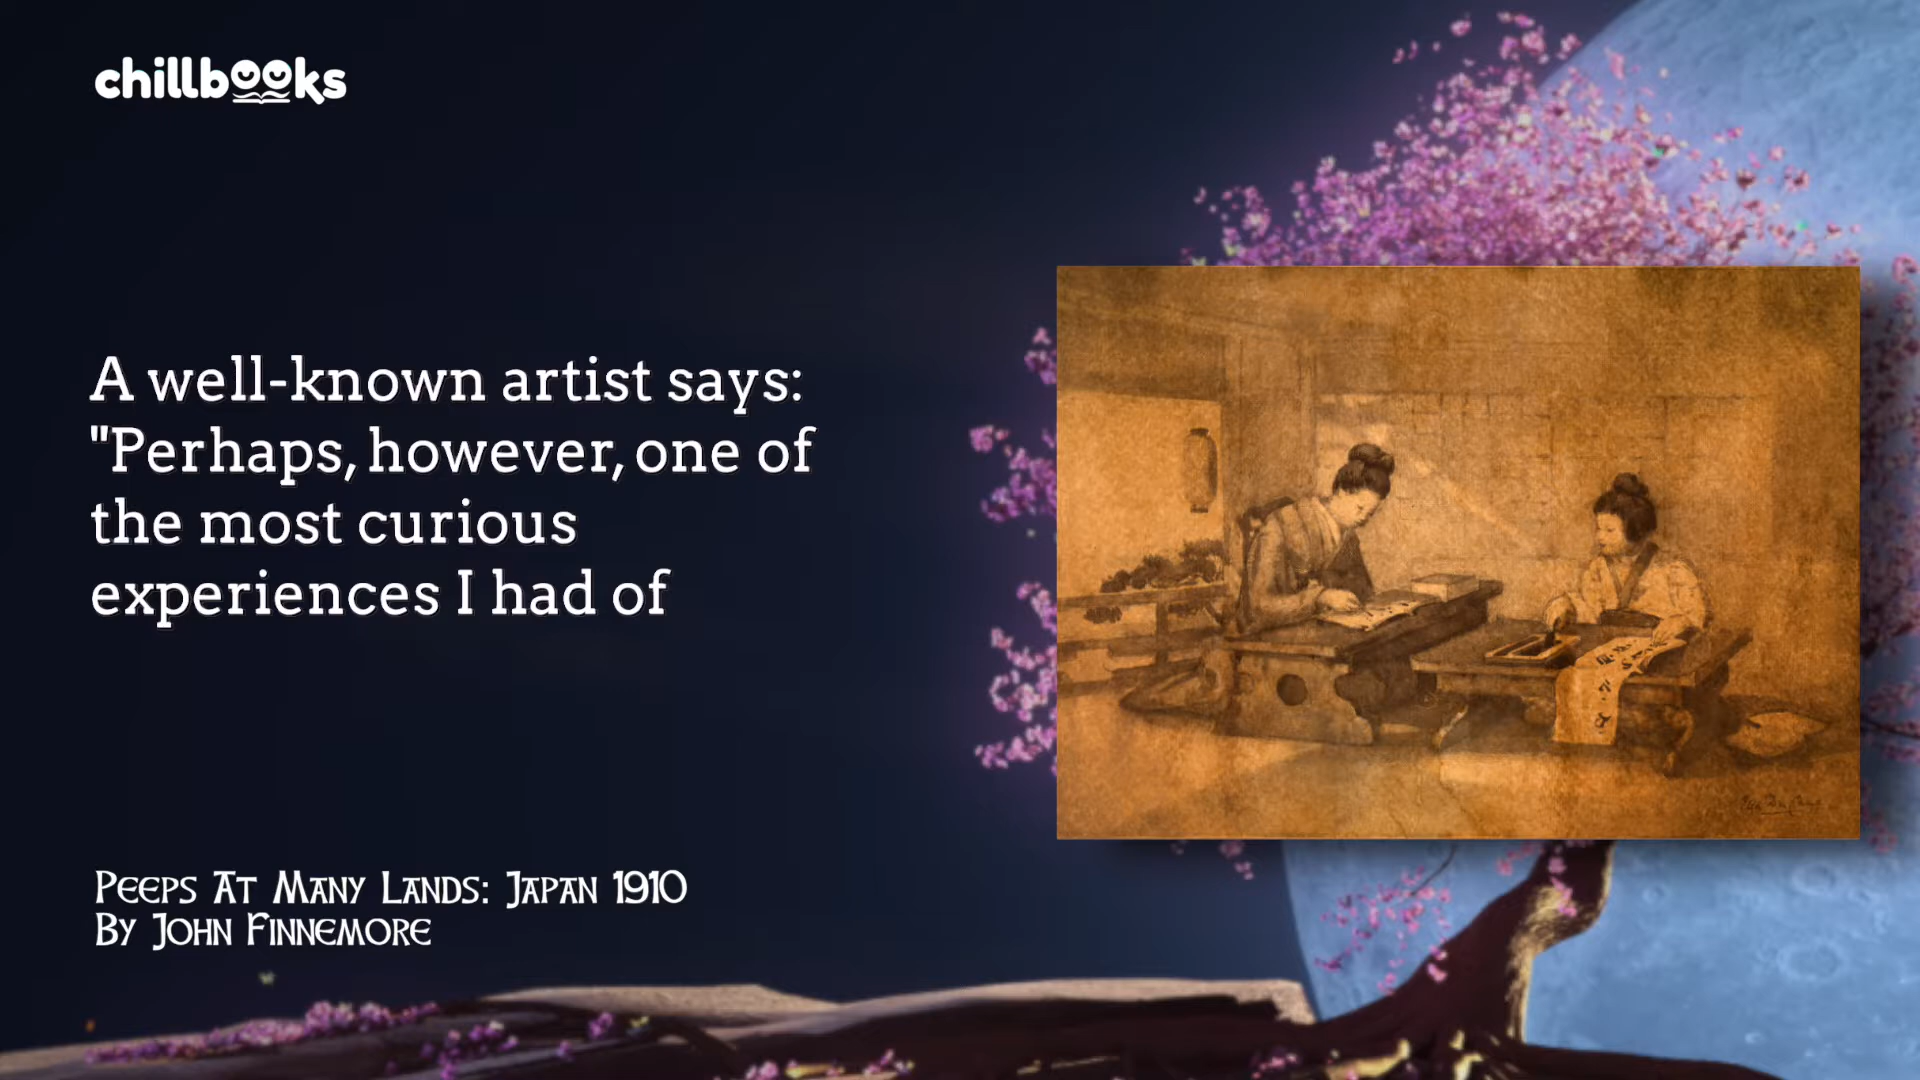 chillbooks
A well-known artist says:
"Perhaps, however, one of
the most curious
experiences I had of
Peeps At Many Lands: Japan 1910
By John Finnemore